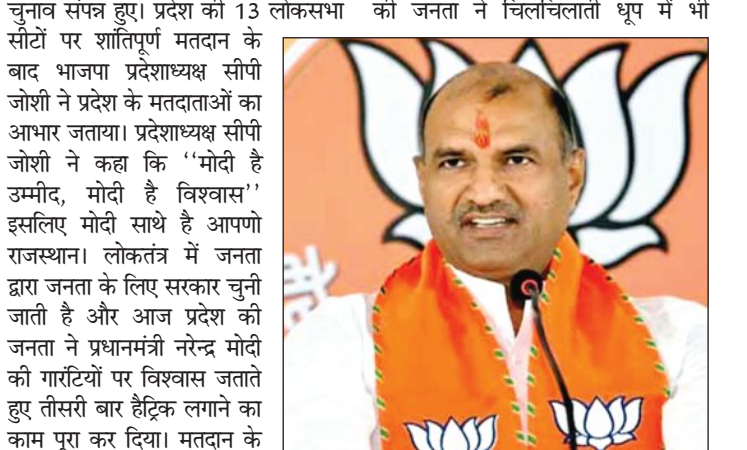 चुनाव संपन्न हुए। प्रदेश की 13 लोकसभा
सीटों पर शांतिपूर्ण मतदान के
बाद भाजपा प्रदेशाध्यक्ष सीपी
जोशी ने प्रदेश के मतदाताओं का
आभार जताया। प्रदेशाध्यक्ष सीपी
जोशी ने कहा कि ‘‘मोदी है
उम्मीद, मोदी है विश्वास’’
इसलिए मोदी साथे है आपणो
राजस्थान। लोकतंत्र में जनता
द्वारा जनता के लिए सरकार चुनी
जाती है और आज प्रदेश की
जनता ने प्रधानमंत्री नरेन्द्र मोदी
की गारंटियों पर विश्वास जताते
हुए तीसरी बार हैट्रिक लगाने का
काम पूरा कर दिया। मतदान के
की जनता ने चिलचिलाती धूप में भी